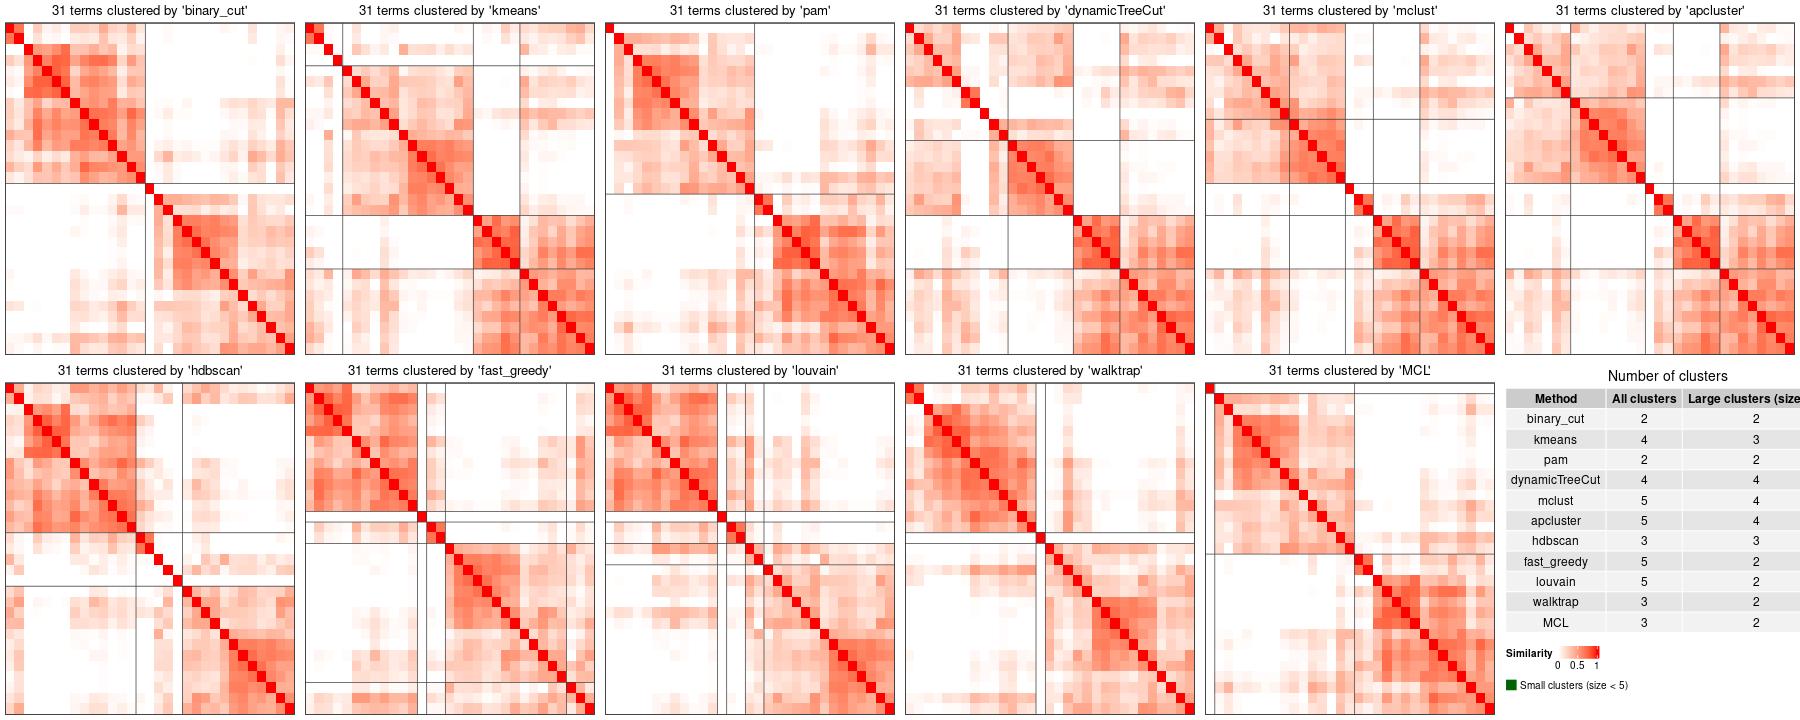 31 terms clustered by 'binary_cut'
31 terms clustered by 'kmeans'
31 terms clustered by 'pam'
31 terms clustered by 'dynamicTreeCut'
31 terms clustered by 'mclust'
31 terms clustered by 'apcluster'
31 terms clustered by 'hdbscan'
31 terms clustered by 'fast_greedy'
31 terms clustered by 'louvain'
31 terms clustered by 'walktrap'
31 terms clustered by 'MCL'
Number of clusters
Method All clusters Large clusters (size
binary_cut 2 2
kmeans 4 3
pam 2 2
dynamicTreeCut 4 4
mclust 5 4
apcluster 5 4
hdbscan 3 3
fast_greedy 5 2
louvain 5 2
walktrap 3 2
MCL 3 2
Similarity
0 0.5 1
Small clusters (size < 5)